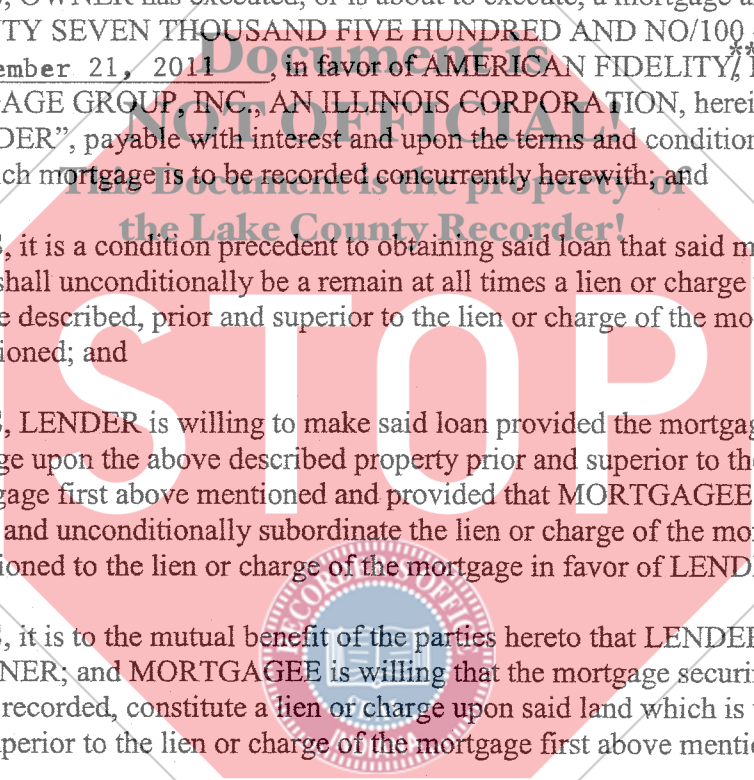 OWNER has executed, or is about to execute, a mortgage a
TY SEVEN THOUSAND FIVE HUNDRED AND NO/100
**
ember 21, 2011, in favor of AMERICAN FIDELITY/
AGE GROUP, INC., AN ILLINOIS CORPORATION, herei
DER", payable with interest and upon the terms and condition
ch mortgage is to be recorded concurrently herewith; and
Document is
NOT OFFICIAL!
This Document is the property of
the Lake County Recorder!
, it is a condition precedent to obtaining said loan that said m
shall unconditionally be a remain at all times a lien or charge
e described, prior and superior to the lien or charge of the mo
ioned; and
STOP
, LENDER is willing to make said loan provided the mortgag
ge upon the above described property prior and superior to the
gage first above mentioned and provided that MORTGAGEE
and unconditionally subordinate the lien or charge of the mo
ioned to the lien or charge of the mortgage in favor of LEND
, it is to the mutual benefit of the parties hereto that LENDER
NER; and MORTGAGEE is willing that the mortgage securi
recorded, constitute a lien or charge upon said land which is
perior to the lien or charge of the mortgage first above mentio
RECORDER'S OFFICE
INDIANA